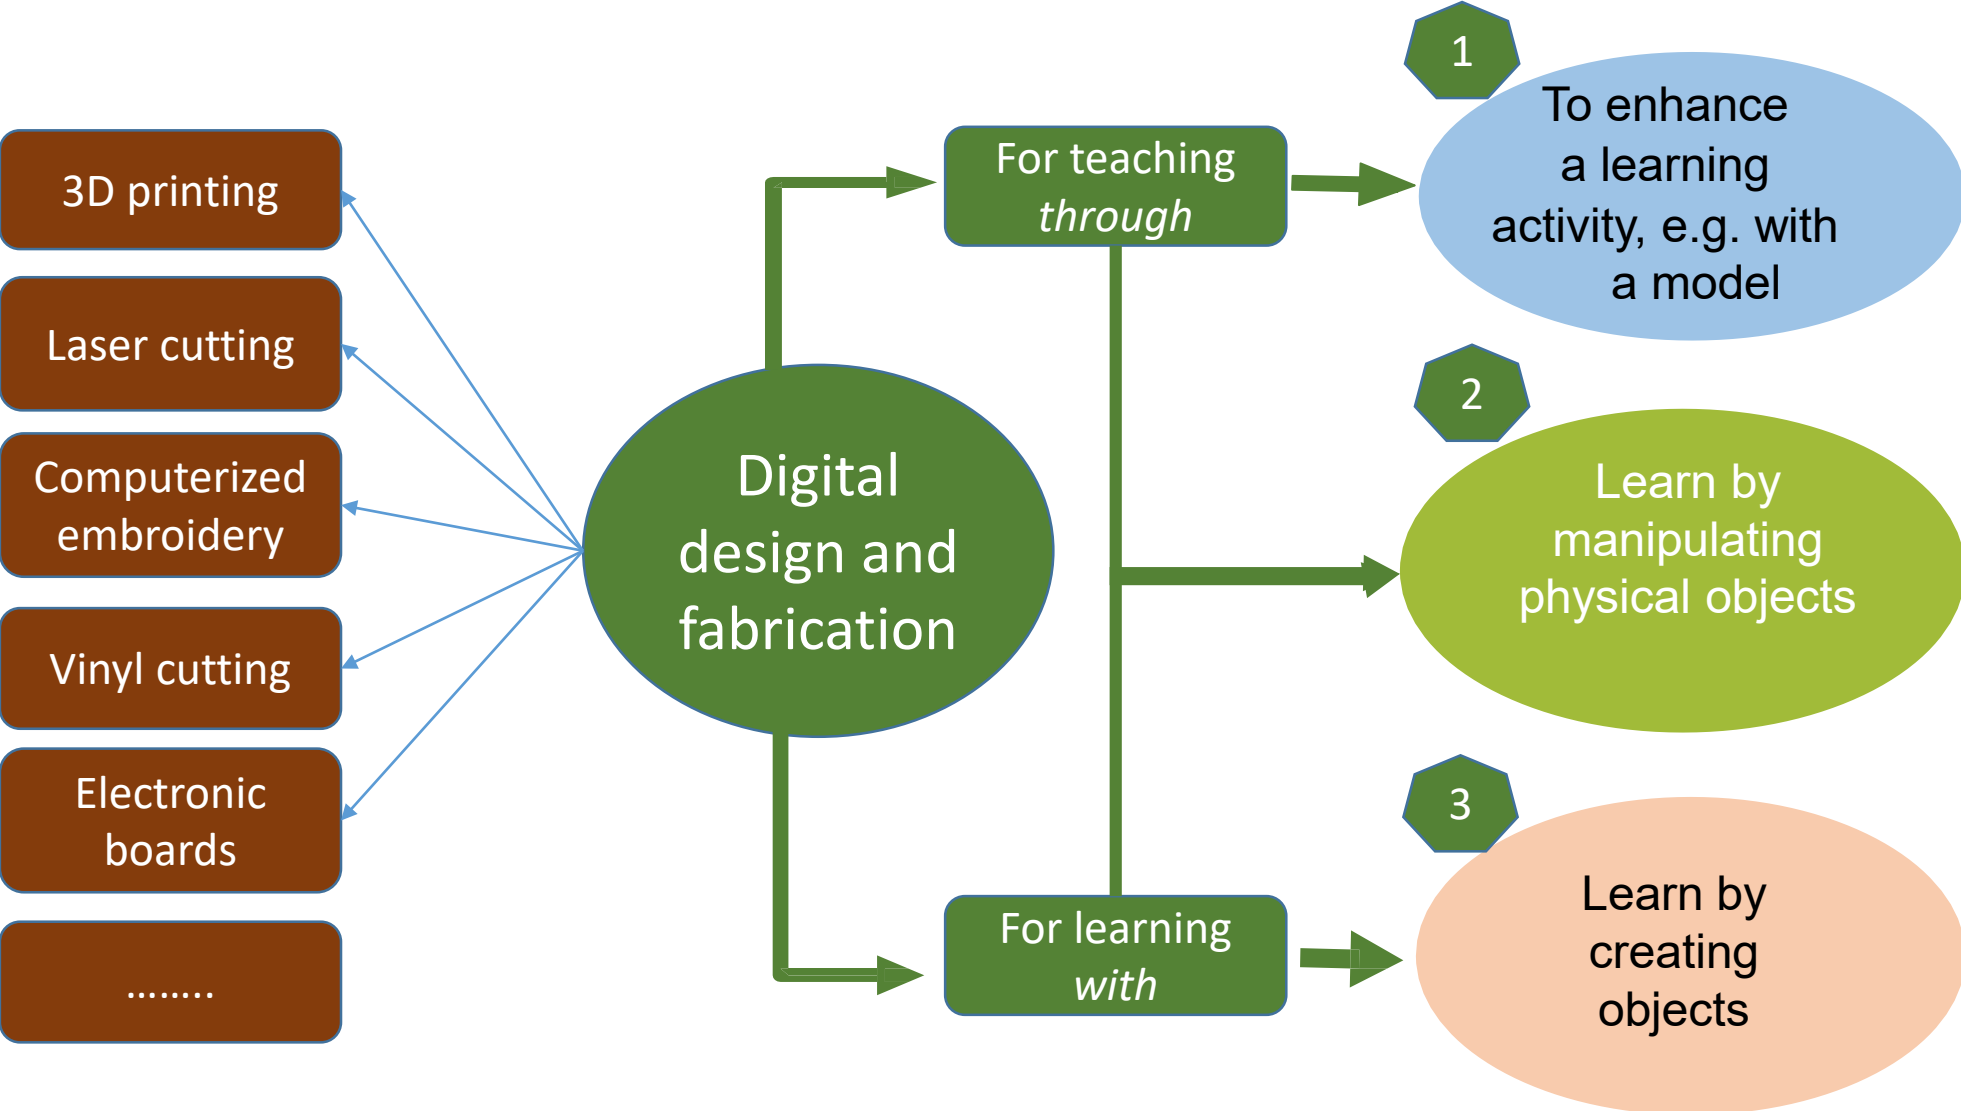 3D printing
Laser cutting
Computerized
embroidery
Vinyl cutting
Electronic
boards
........
Digital
design and
fabrication
For teaching
through
For learning
with
1
To enhance
a learning
activity, e.g. with
a model
2
Learn by
manipulating
physical objects
3
Learn by
creating
objects